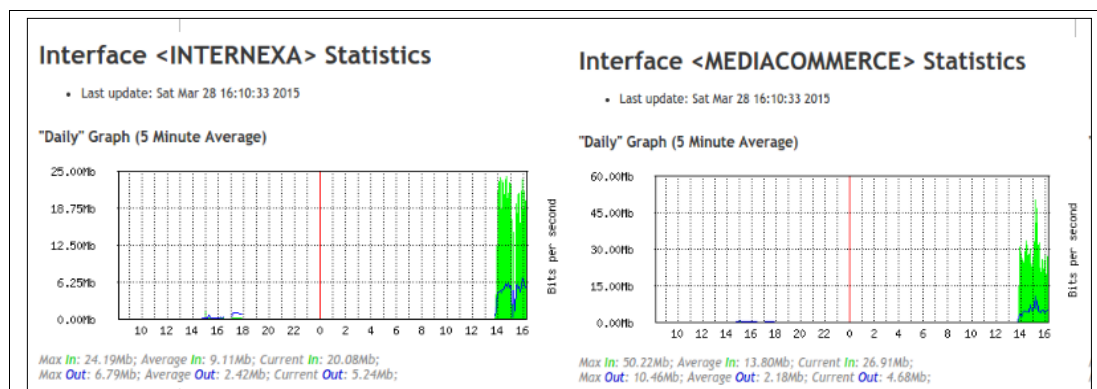 Interface <INTERNEXA> Statistics
• Last update: Sat Mar 28 16:10:33 2015
"Daily" Graph (5 Minute Average)
25.00Mb
18.75Mb
12.50Mb
6.25Mb
0.00Mb
10 12 14 16 18 20 22 0 2 4 6 8 10 12 14 16
Bits per second
Max In: 24.19Mb; Average In: 9.11Mb; Current In: 20.08Mb;
Max Out: 6.79Mb; Average Out: 2.42Mb; Current Out: 5.24Mb;
Interface <MEDIACOMMERCE> Statistics
• Last update: Sat Mar 28 16:10:33 2015
"Daily" Graph (5 Minute Average)
60.00Mb
45.00Mb
30.00Mb
15.00Mb
0.00Mb
10 12 14 16 18 20 22 0 2 4 6 8 10 12 14 16
Bits per second
Max In: 50.22Mb; Average In: 13.80Mb; Current In: 26.91Mb;
Max Out: 10.46Mb; Average Out: 2.18Mb; Current Out: 4.68Mb;